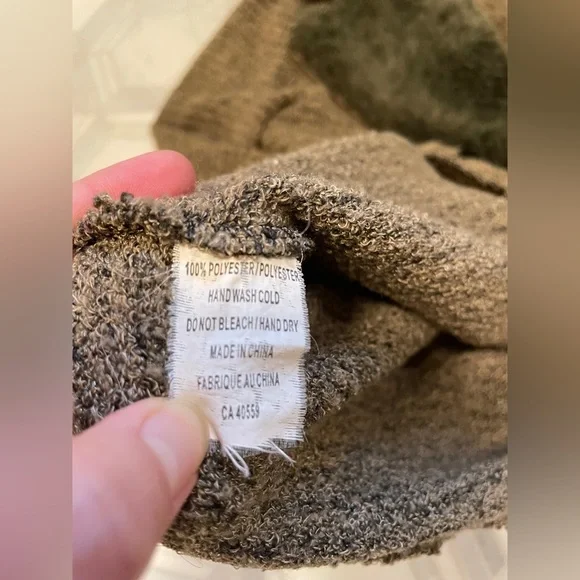 100% POLYESTER/POLYESTER
HAND WASH COLD
DO NOT BLEACH/HAND DRY
MADE IN CHINA
FABRIQUE AU CHINA
CA 40559